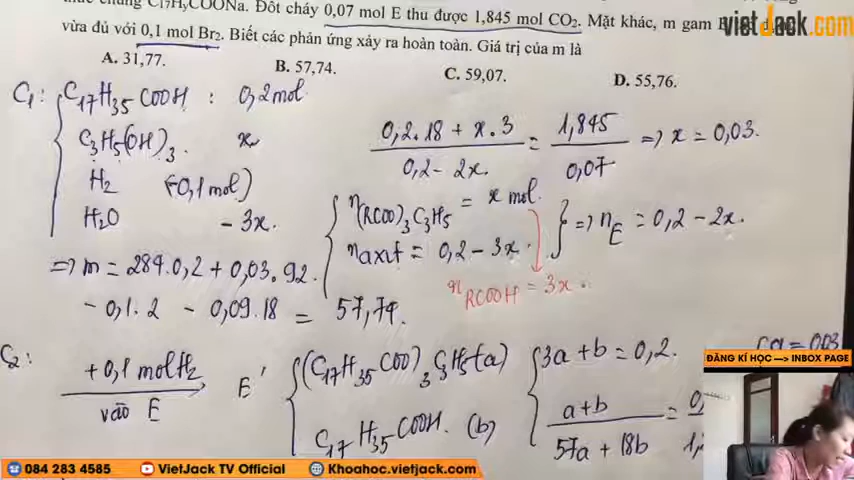 chung C₁₇HᵧCOONa. Đốt cháy 0,07 mol E thu được 1,845 mol CO₂. Mặt khác, m gam
vietjack.com
vừa đủ với 0,1 mol Br₂. Biết các phản ứng xảy ra hoàn toàn. Giá trị của m là
A. 31,77. B. 57,74. C. 59,07. D. 55,76.
C₁: C₁₇H₃₅COOH : 0,2 mol
C₃H₅(OH)₃. x
H₂ (-0,1 mol)
H₂O - 3x.
(0,2.18 + x.3)/(0,2 - 2x) = 1,845/0,07 => x = 0,03.
n(RCOO)₃C₃H₅ = x mol.
naxit = 0,2 - 3x.
=> nE = 0,2 - 2x.
nRCOOH = 3x.
=> m = 284.0,2 + 0,03.92.
- 0,1.2 - 0,09.18 = 57,74.
C₂: +0,1 mol H₂
vào E
E' (C₁₇H₃₅COO)₃C₃H₅ (a)
C₁₇H₃₅COOH. (b)
3a + b = 0,2.
(a+b)/(57a + 18b) =
ĐĂNG KÍ HỌC --> INBOX PAGE
084 283 4585 VietJack TV Official Khoahoc.vietjack.com